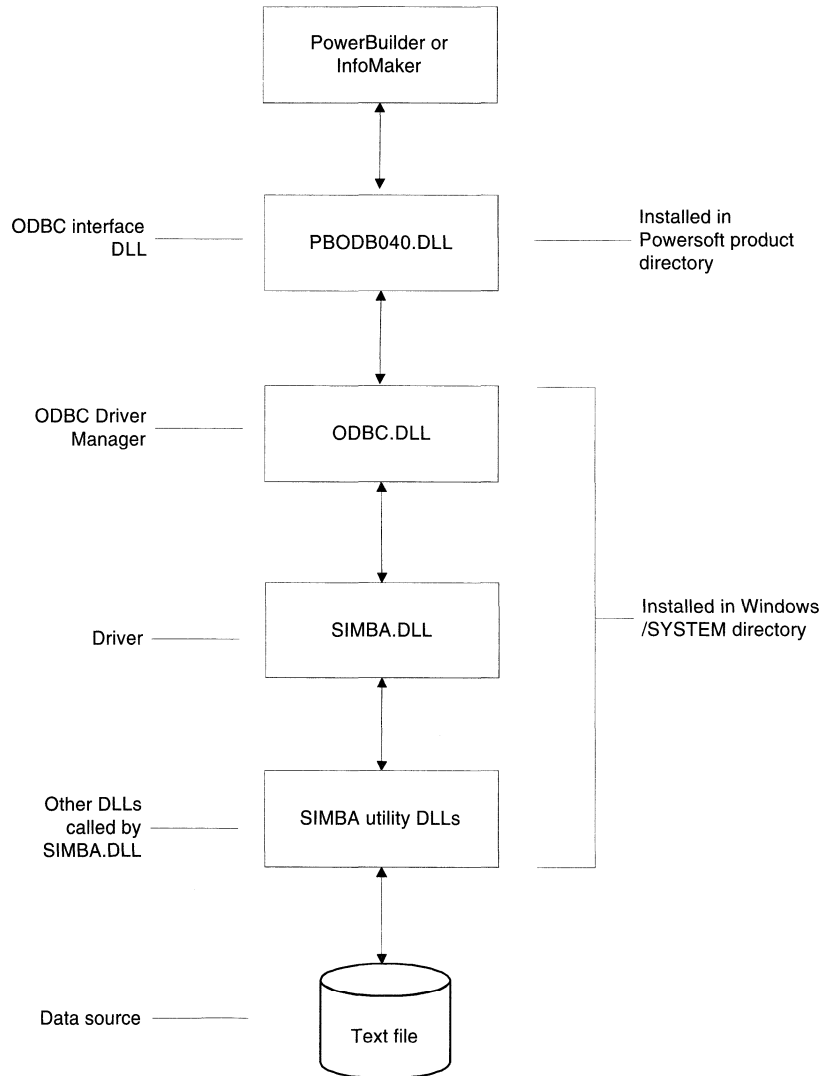 PowerBuilder or
InfoMaker
ODBC interface
DLL
PBODB040.DLL
Installed in
Powersoft product
directory
ODBC Driver
Manager
ODBC.DLL
Driver
SIMBA.DLL
Installed in Windows
/SYSTEM directory
Other DLLs
called by
SIMBA.DLL
SIMBA utility DLLs
Data source
Text file